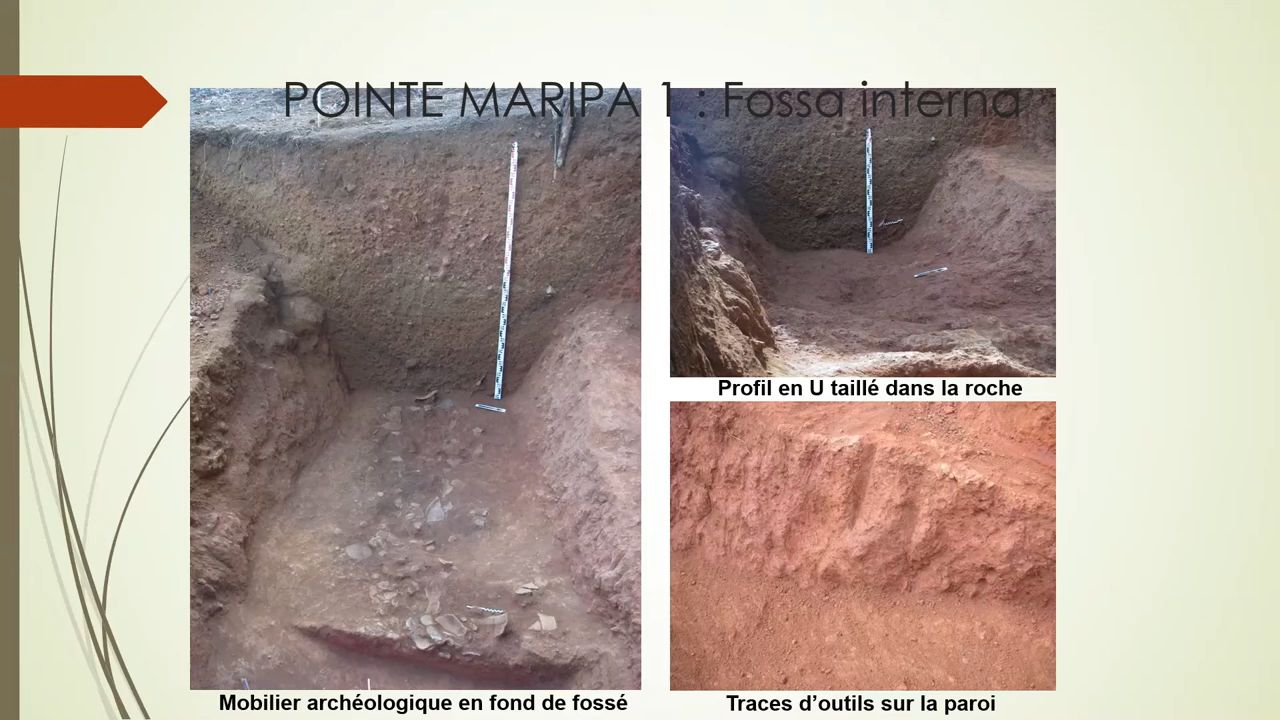 POINTE MARIPA 1 : Fossa interna
Profil en U taillé dans la roche
Mobilier archéologique en fond de fossé
Traces d’outils sur la paroi